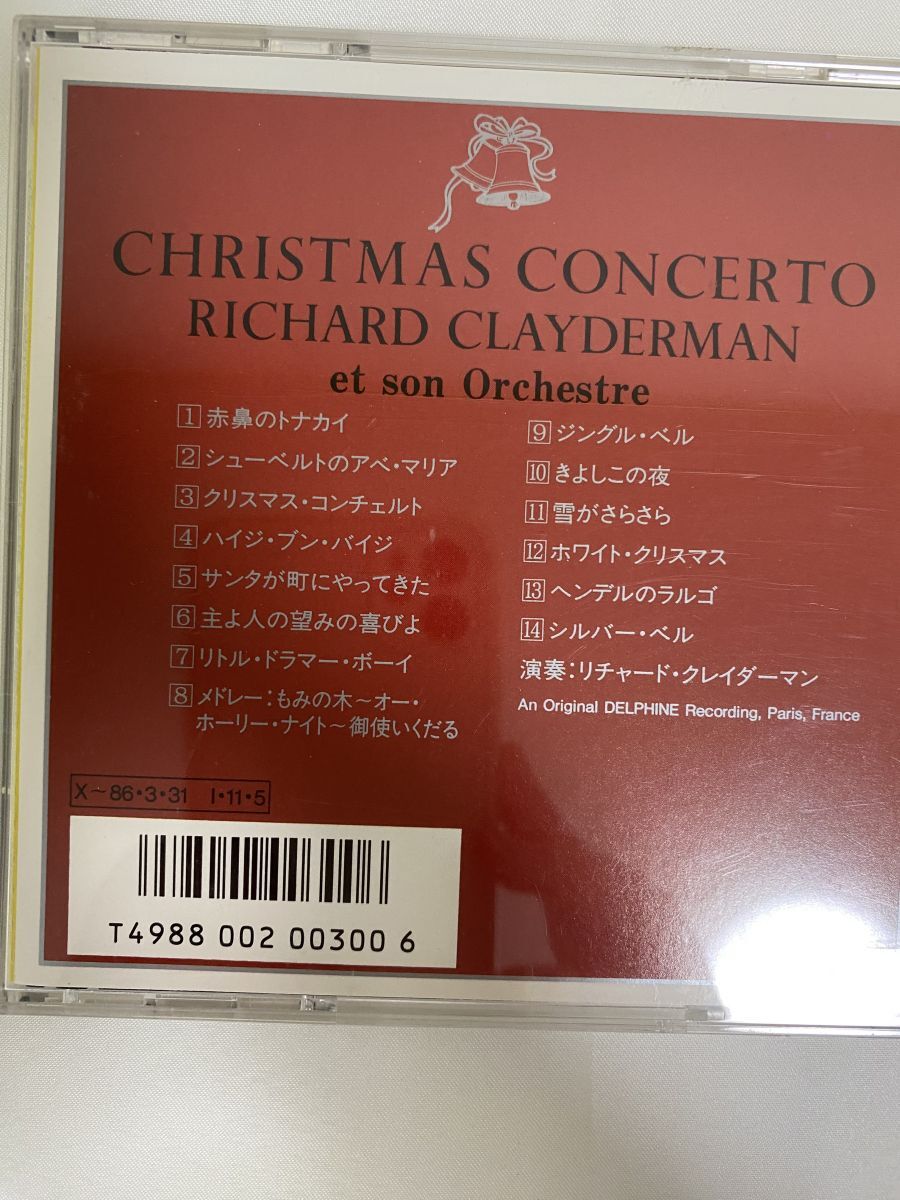 CHRISTMAS CONCERTO
RICHARD CLAYDERMAN
et son Orchestre
1 赤鼻のトナカイ
2 シューベルトのアベ・マリア
3 クリスマス・コンチェルト
4 ハイジ・ブン・バイジ
5 サンタが町にやってきた
6 主よ人の望みの喜びよ
7 リトル・ドラマー・ボーイ
8 メドレー：もみの木〜オー・
ホーリー・ナイト〜御使いくだる
9 ジングル・ベル
10 きよしこの夜
11 雪がさらさら
12 ホワイト・クリスマス
13 ヘンデルのラルゴ
14 シルバー・ベル
演奏：リチャード・クレイダーマン
An Original DELPHINE Recording, Paris, France
X〜86・3・31 I・11・5
T4988 002 00300 6